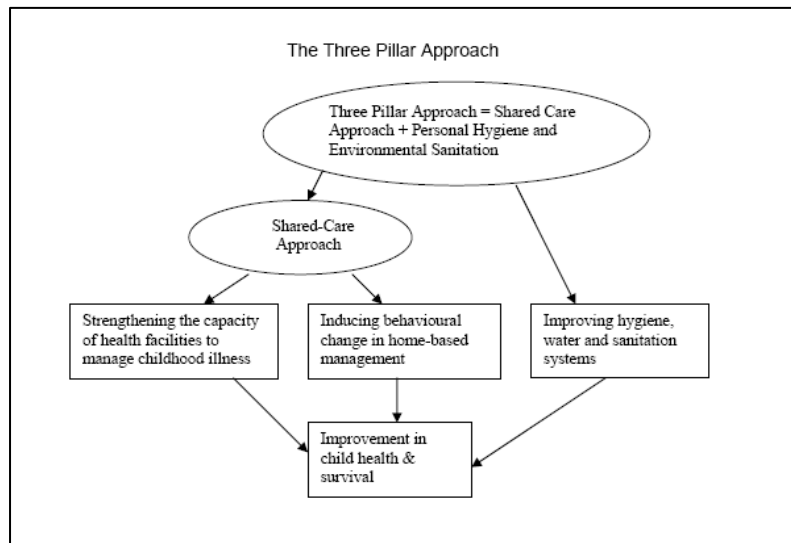 The Three Pillar Approach
Three Pillar Approach = Shared Care
Approach + Personal Hygiene and
Environmental Sanitation
Shared-Care
Approach
Strengthening the capacity
of health facilities to
manage childhood illness
Inducing behavioural
change in home-based
management
Improving hygiene,
water and sanitation
systems
Improvement in
child health &
survival